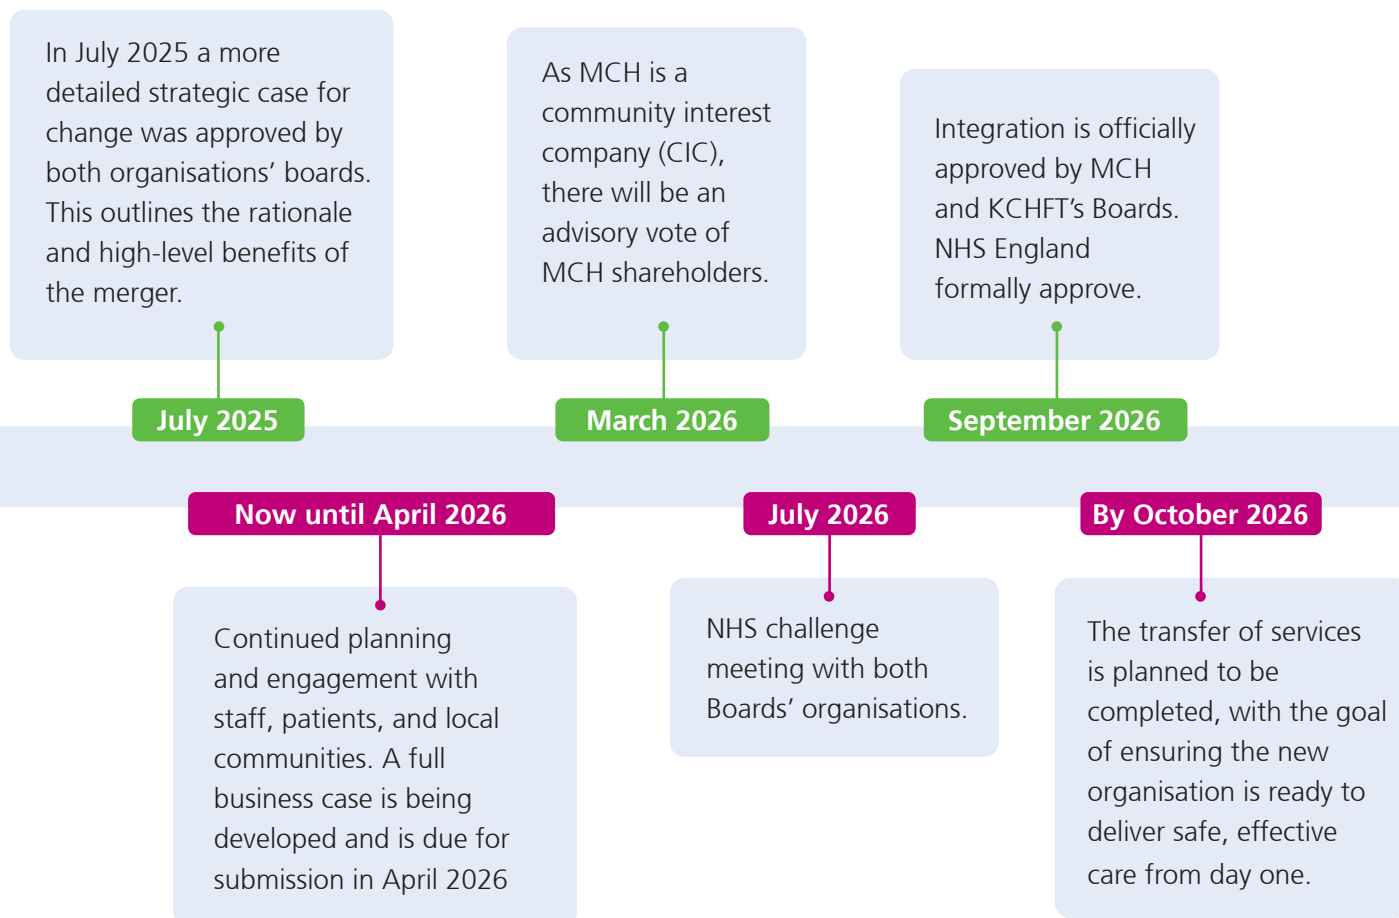 In July 2025 a more
detailed strategic case for
change was approved by
both organisations’ boards.
This outlines the rationale
and high-level benefits of
the merger.
July 2025
Now until April 2026
Continued planning
and engagement with
staff, patients, and local
communities. A full
business case is being
developed and is due for
submission in April 2026
As MCH is a
community interest
company (CIC),
there will be an
advisory vote of
MCH shareholders.
March 2026
July 2026
NHS challenge
meeting with both
Boards’ organisations.
Integration is officially
approved by MCH
and KCHFT’s Boards.
NHS England
formally approve.
September 2026
By October 2026
The transfer of services
is planned to be
completed, with the goal
of ensuring the new
organisation is ready to
deliver safe, effective
care from day one.